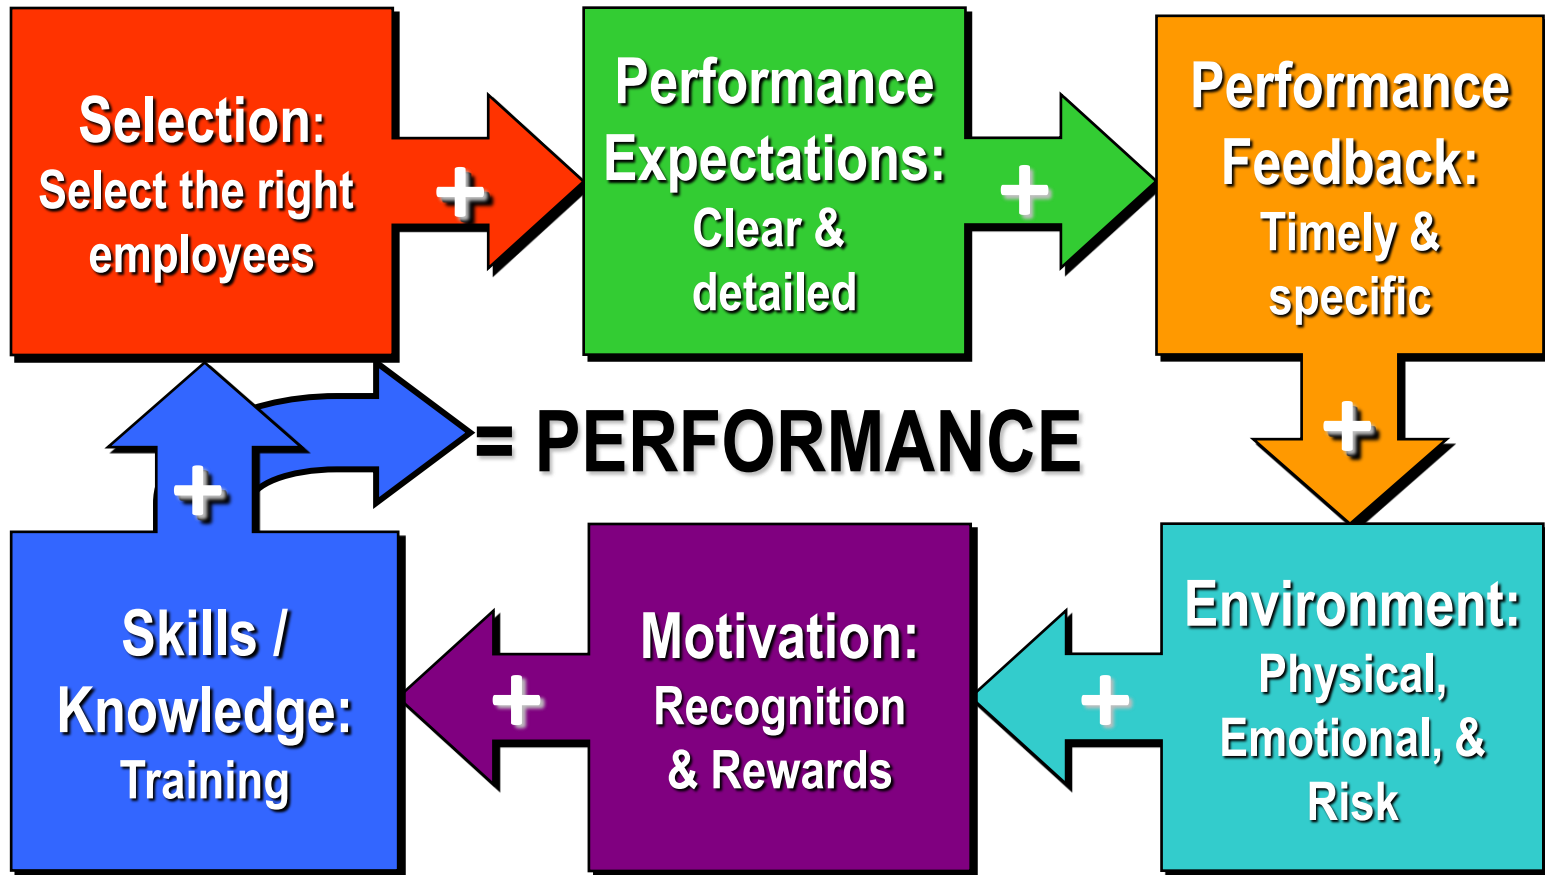 Selection:
Select the right
employees
+
Performance
Expectations:
Clear &
detailed
+
Performance
Feedback:
Timely &
specific
+
Environment:
Physical,
Emotional, &
Risk
+
Motivation:
Recognition
& Rewards
+
Skills /
Knowledge:
Training
+
= PERFORMANCE